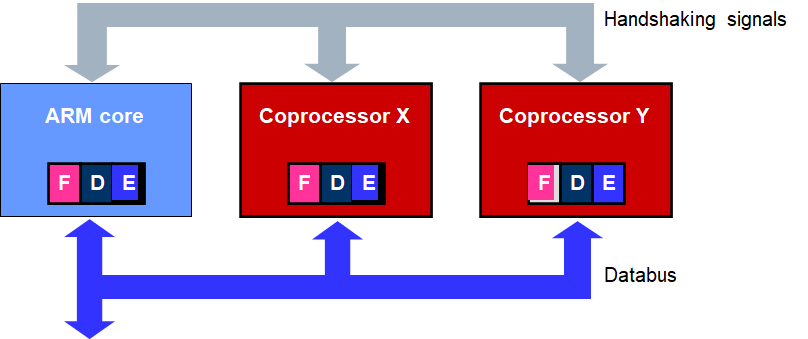 Handshaking signals
ARM core
Coprocessor X
Coprocessor Y
F D E
F D E
F D E
Databus